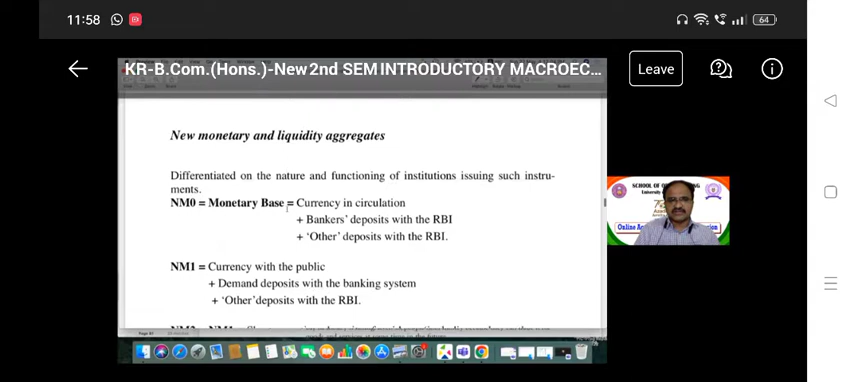 11:58
64
KR-B.Com.(Hons.)-New 2nd SEM INTRODUCTORY MACROEC...
Leave
New monetary and liquidity aggregates
Differentiated on the nature and functioning of institutions issuing such instru-
ments.
NM0 = Monetary Base = Currency in circulation
+ Bankers' deposits with the RBI
+ 'Other' deposits with the RBI.
NM1 = Currency with the public
+ Demand deposits with the banking system
+ 'Other' deposits with the RBI.
SCHOOL OF
Online